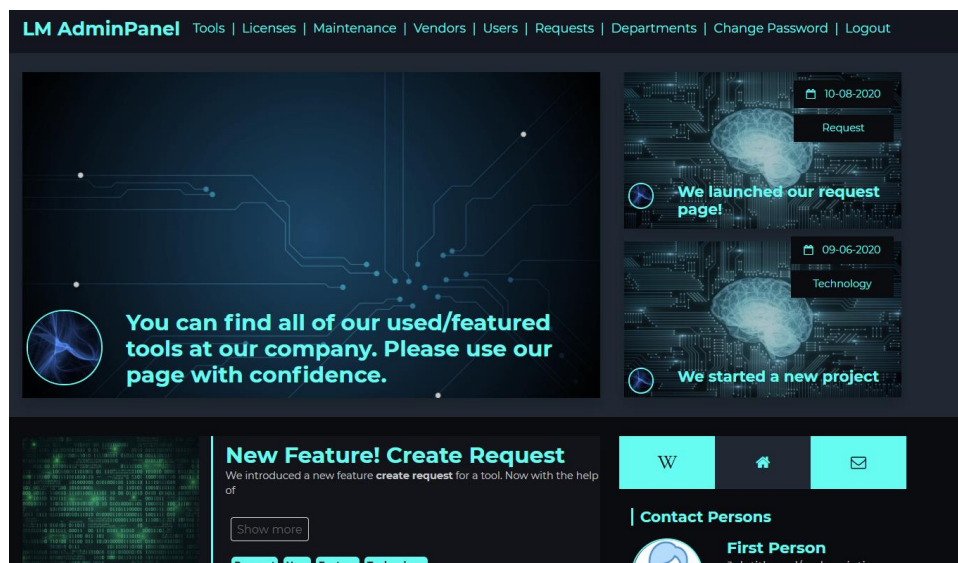 LM AdminPanel Tools | Licenses | Maintenance | Vendors | Users | Requests | Departments | Change Password | Logout
You can find all of our used/featured
tools at our company. Please use our
page with confidence.
10-08-2020
Request
We launched our request
page!
09-06-2020
Technology
We started a new project
New Feature! Create Request
We introduced a new feature create request for a tool. Now with the help
of
Show more
W
Contact Persons
First Person